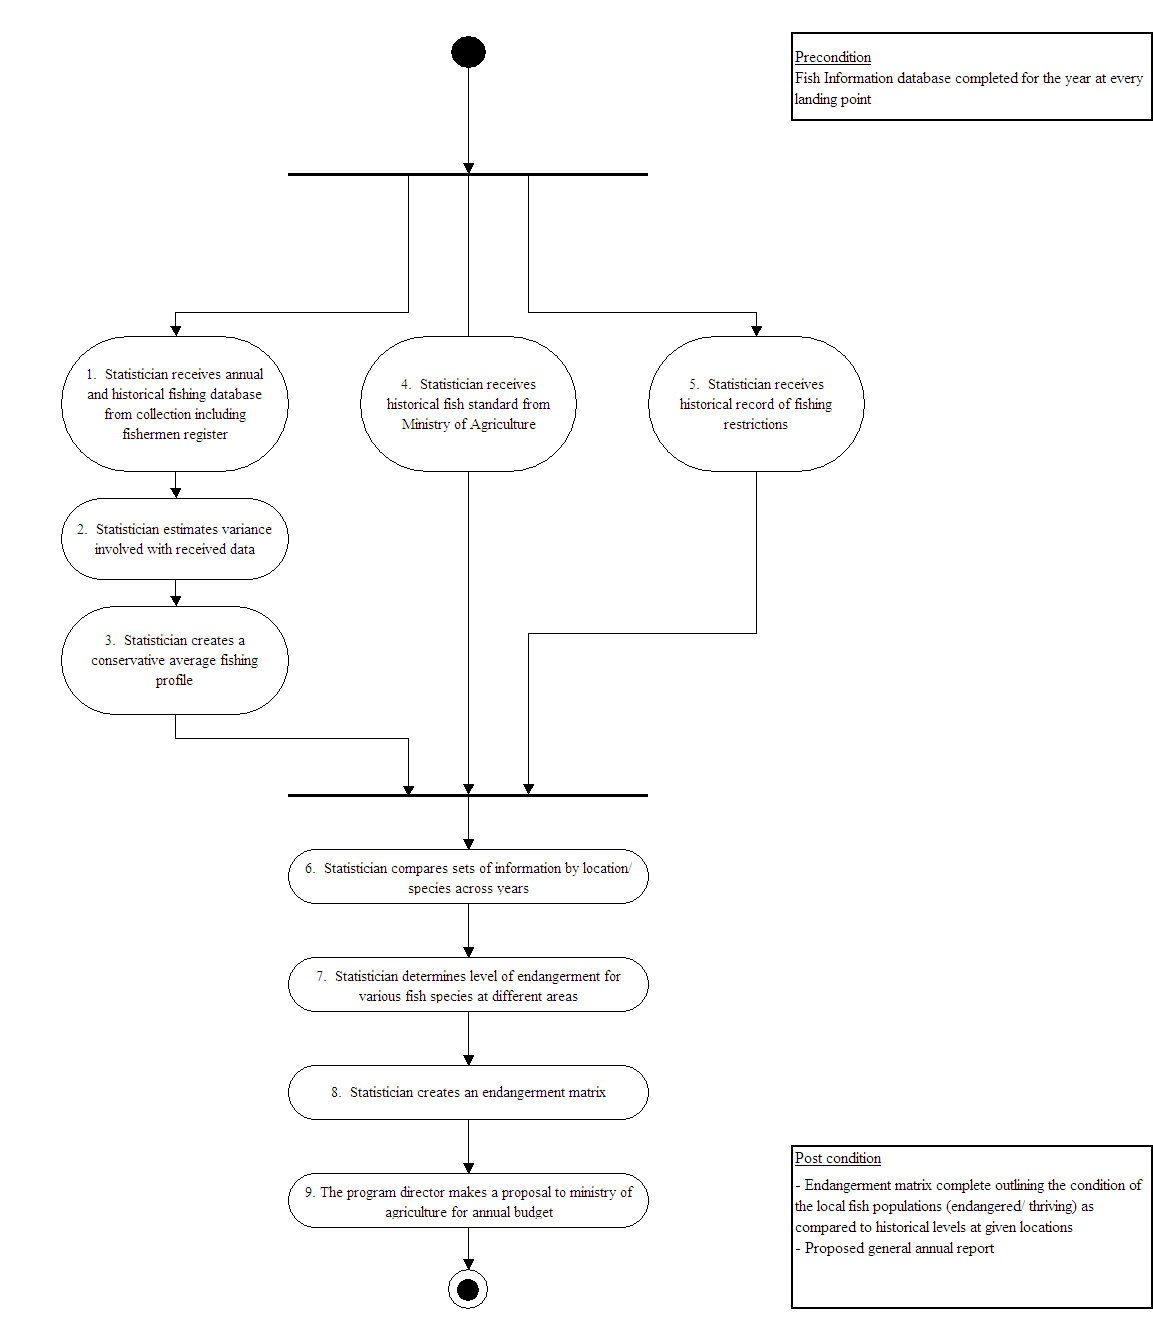 Precondition
Fish Information database completed for the year at every
landing point
1.  Statistician receives annual
and historical fishing database
from collection including
fishermen register
4.  Statistician receives
historical fish standard from
Ministry of Agriculture
5.  Statistician receives
historical record of fishing
restrictions
2.  Statistician estimates variance
involved with received data
3.  Statistician creates a
conservative average fishing
profile
6.  Statistician compares sets of information by location/
species across years
7.  Statistician determines level of endangerment for
various fish species at different areas
8.  Statistician creates an endangerment matrix
9. The program director makes a proposal to ministry of
agriculture for annual budget
Post condition
- Endangerment matrix complete outlining the condition of
the local fish populations (endangered/ thriving) as
compared to historical levels at given locations
- Proposed general annual report